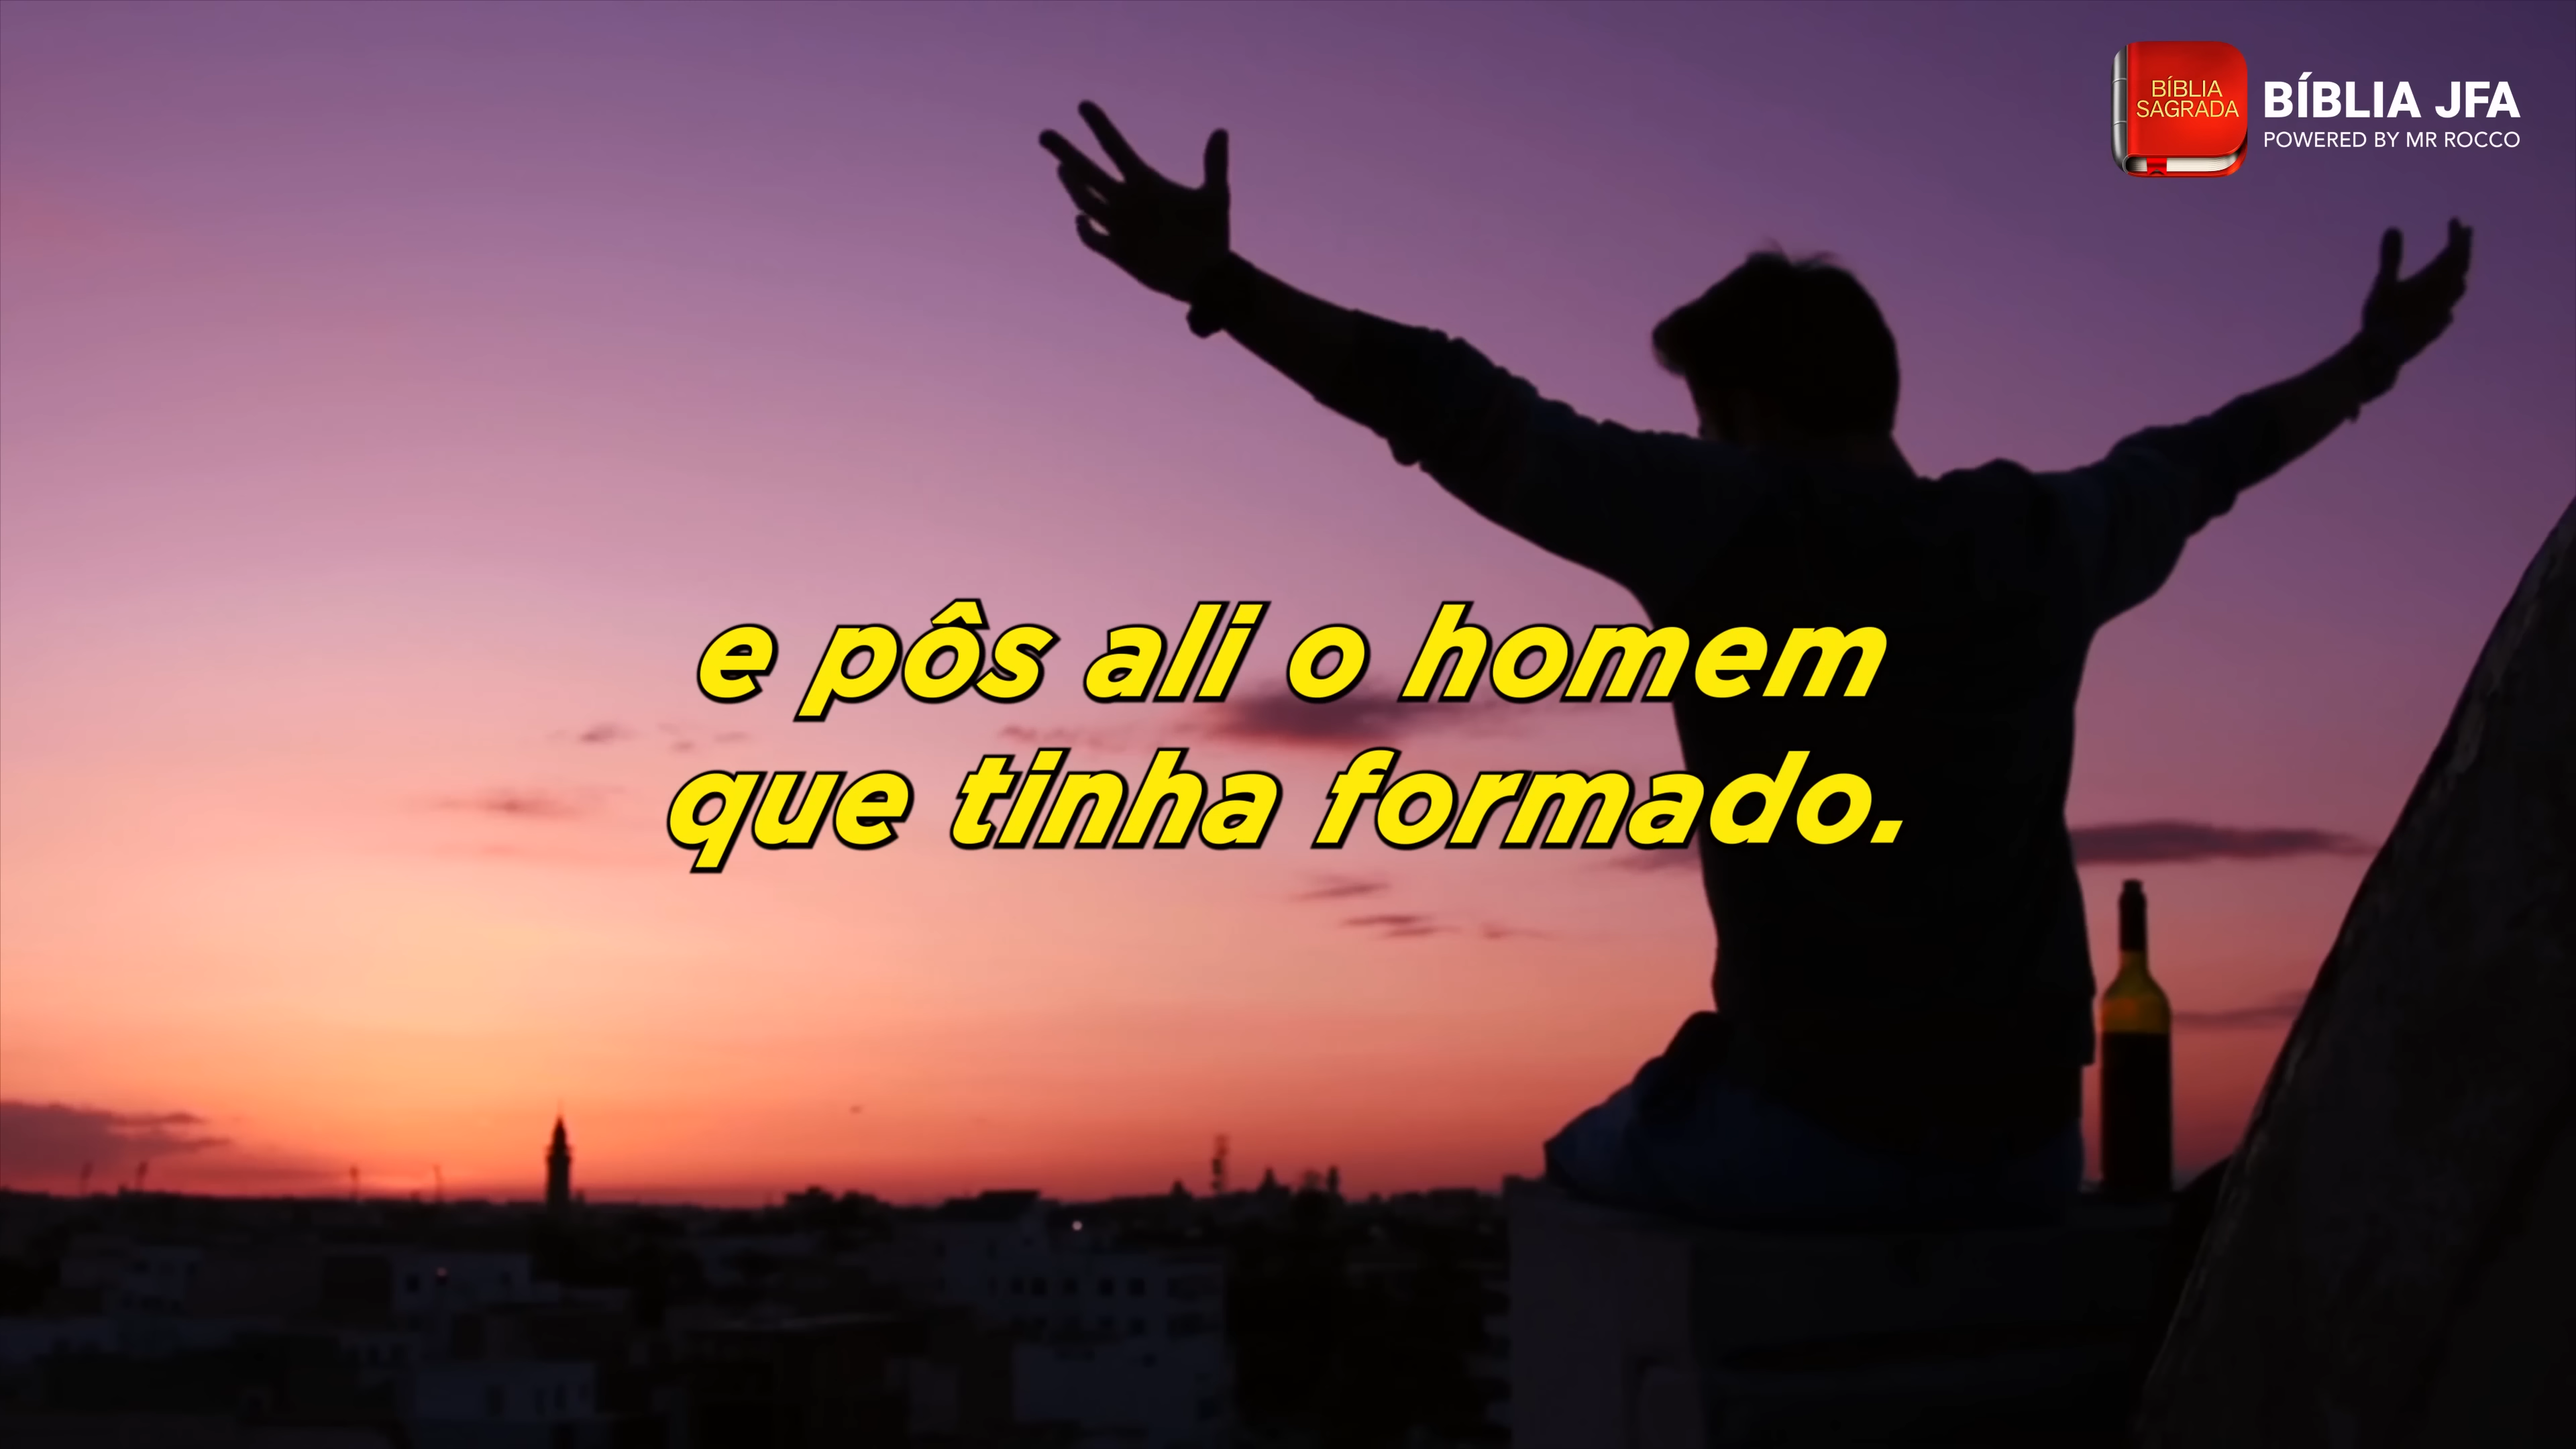 BÍBLIA
SAGRADA
BÍBLIA JFA
POWERED BY MR ROCCO
e pôs ali o homem
que tinha formado.